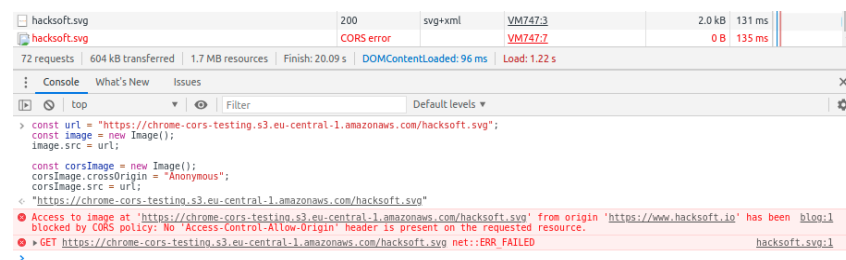 hacksoft.svg 200 svg+xml VM747:3 2.0 kB 131 ms
hacksoft.svg CORS error VM747:7 0 B 135 ms
72 requests 604 kB transferred 1.7 MB resources Finish: 20.09 s DOMContentLoaded: 96 ms Load: 1.22 s
Console What's New Issues
top Filter Default levels
const url = "https://chrome-cors-testing.s3.eu-central-1.amazonaws.com/hacksoft.svg";
const image = new Image();
image.src = url;
const corsImage = new Image();
corsImage.crossOrigin = "Anonymous";
corsImage.src = url;
"https://chrome-cors-testing.s3.eu-central-1.amazonaws.com/hacksoft.svg"
Access to image at 'https://chrome-cors-testing.s3.eu-central-1.amazonaws.com/hacksoft.svg' from origin 'https://www.hacksoft.io' has been blog:1
blocked by CORS policy: No 'Access-Control-Allow-Origin' header is present on the requested resource.
GET https://chrome-cors-testing.s3.eu-central-1.amazonaws.com/hacksoft.svg net::ERR_FAILED hacksoft.svg:1